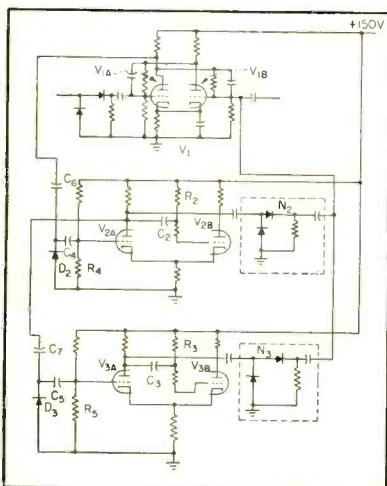 +150V
V1A
V1B
V1
C6
R2
N2
V2A
C2
V2B
C4
D2
R4
C7
R3
N3
V3A
C3
V3B
C5
D3
R5